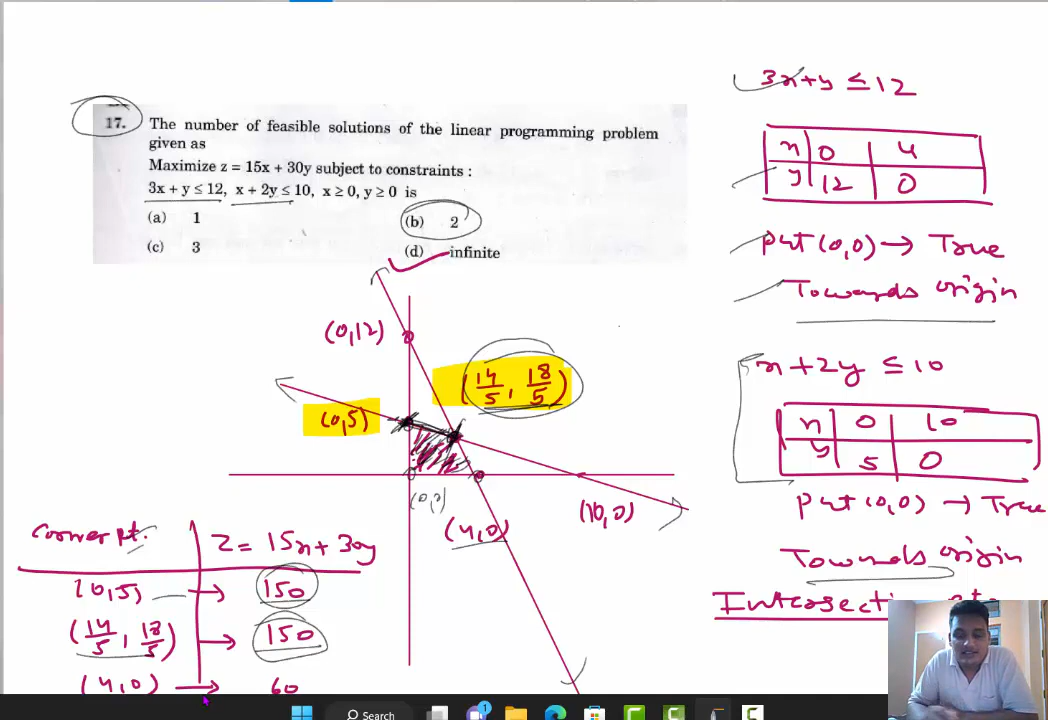 17. The number of feasible solutions of the linear programming problem
given as
Maximize z = 15x + 30y subject to constraints :
3x + y ≤ 12, x + 2y ≤ 10, x ≥ 0, y ≥ 0 is
(a) 1
(b) 2
(c) 3
(d) infinite
3x+y ≤12
x 0 4
y 12 0
Put (0,0) → True
Towards origin
x + 2y ≤ 10
x 0 10
y 5 0
Put (0,0) → True
Towards origin
(0,12)
(14/5, 18/5)
(0,5)
(4,0)
(10,0)
Corner pt. Z = 15x + 30y
(0,5) → 150
(14/5, 18/5) → 150
(4,0) → 60
Search
1